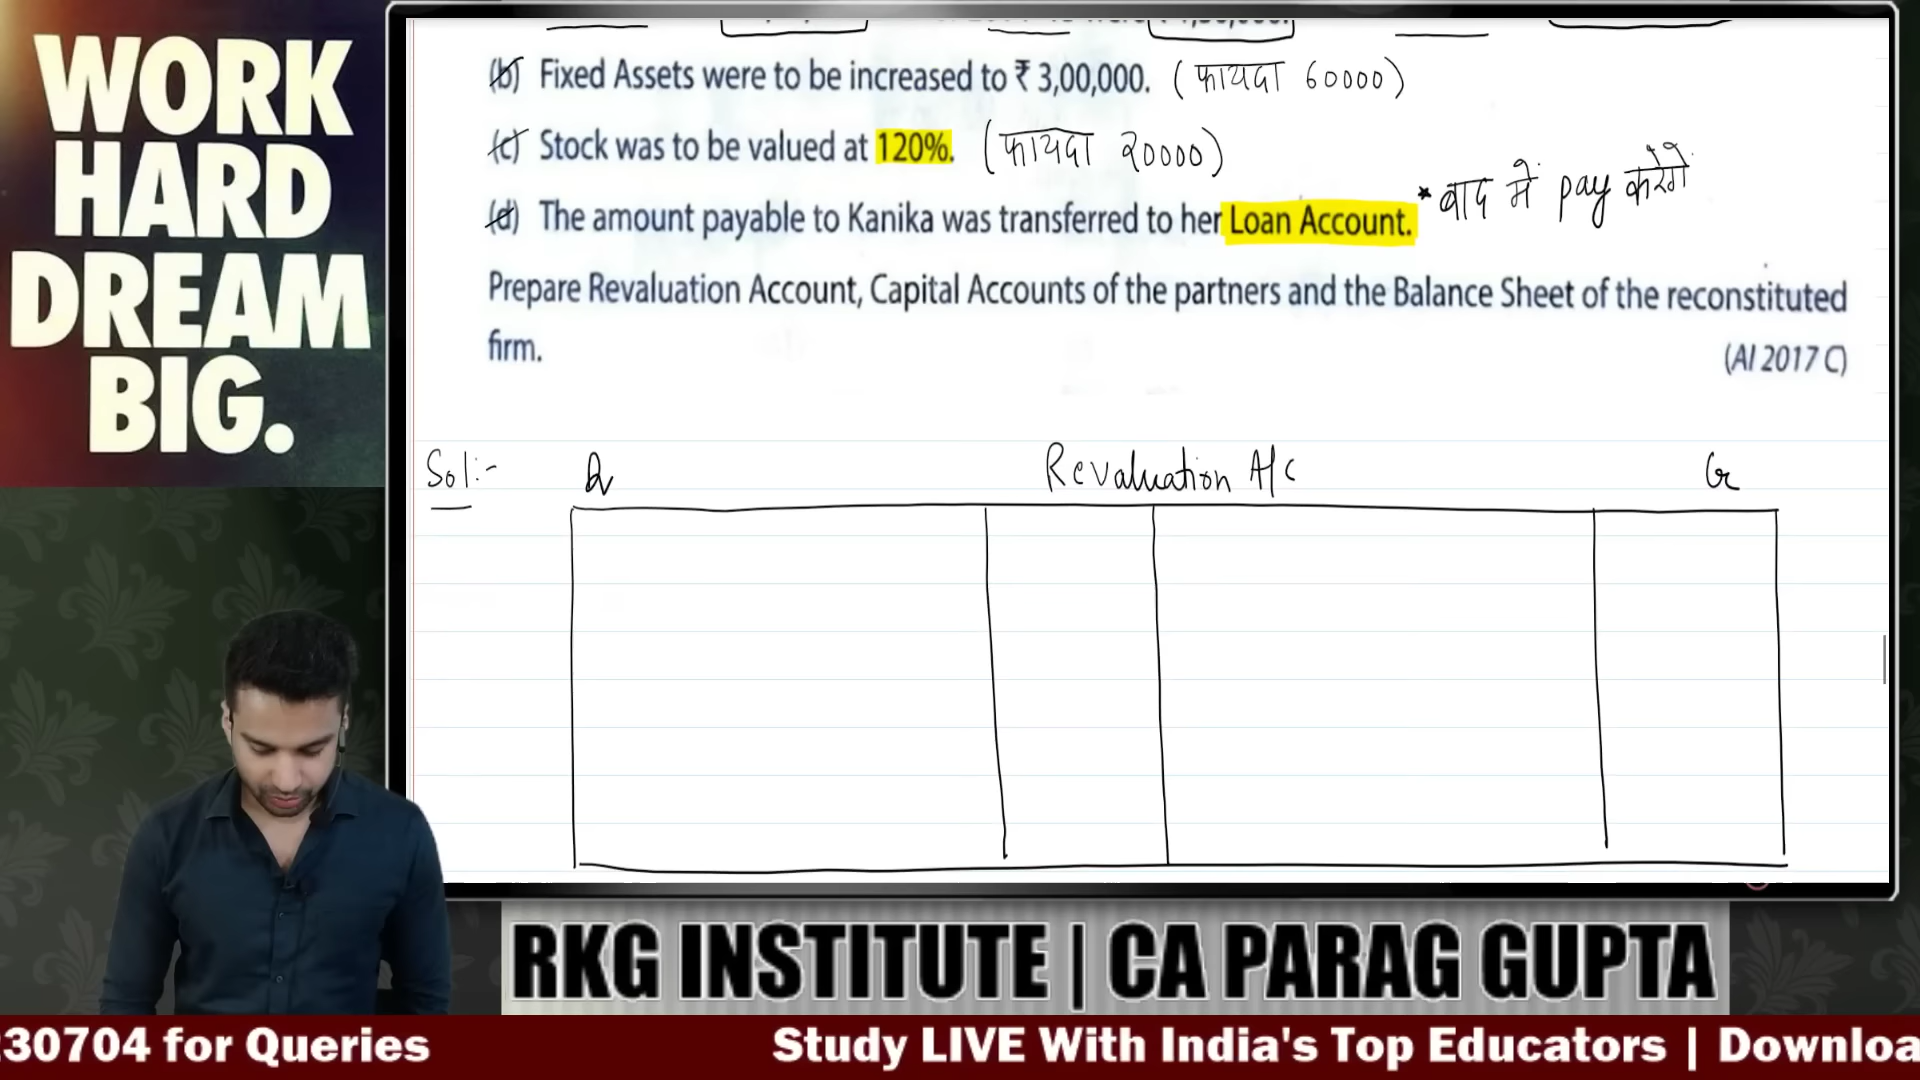 WORK
HARD
DREAM
BIG.
(b) Fixed Assets were to be increased to ₹ 3,00,000. (फायदा 60000)
(c) Stock was to be valued at 120%. (फायदा 20000)
(d) The amount payable to Kanika was transferred to her Loan Account. * बाद में pay करेंगे
Prepare Revaluation Account, Capital Accounts of the partners and the Balance Sheet of the reconstituted
firm.
(AI 2017 C)
Sol:- Dr Revaluation A/c Cr
RKG INSTITUTE | CA PARAG GUPTA
30704 for Queries Study LIVE With India's Top Educators | Downloa